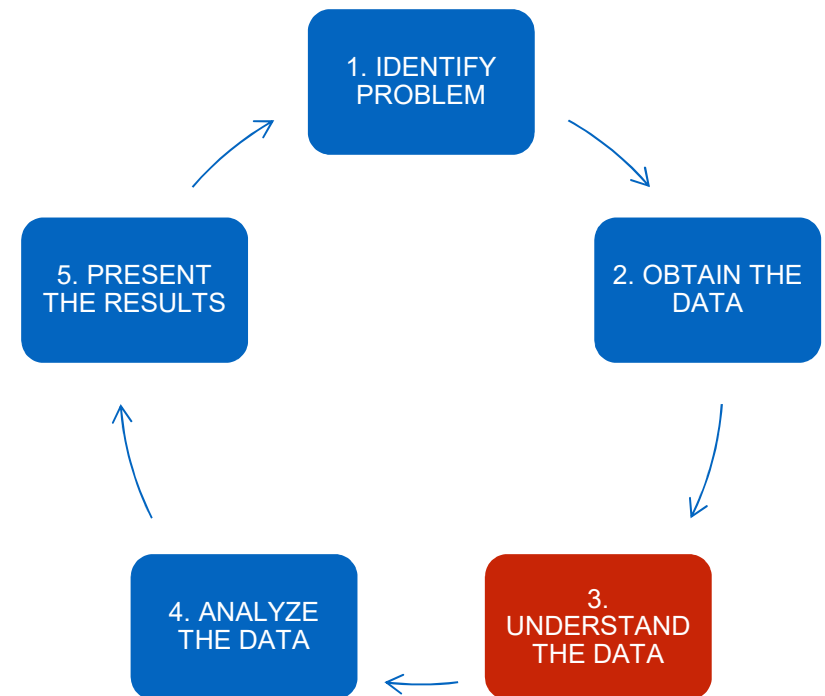 1. IDENTIFY
PROBLEM
2. OBTAIN THE
DATA
3.
UNDERSTAND
THE DATA
4. ANALYZE
THE DATA
5. PRESENT
THE RESULTS